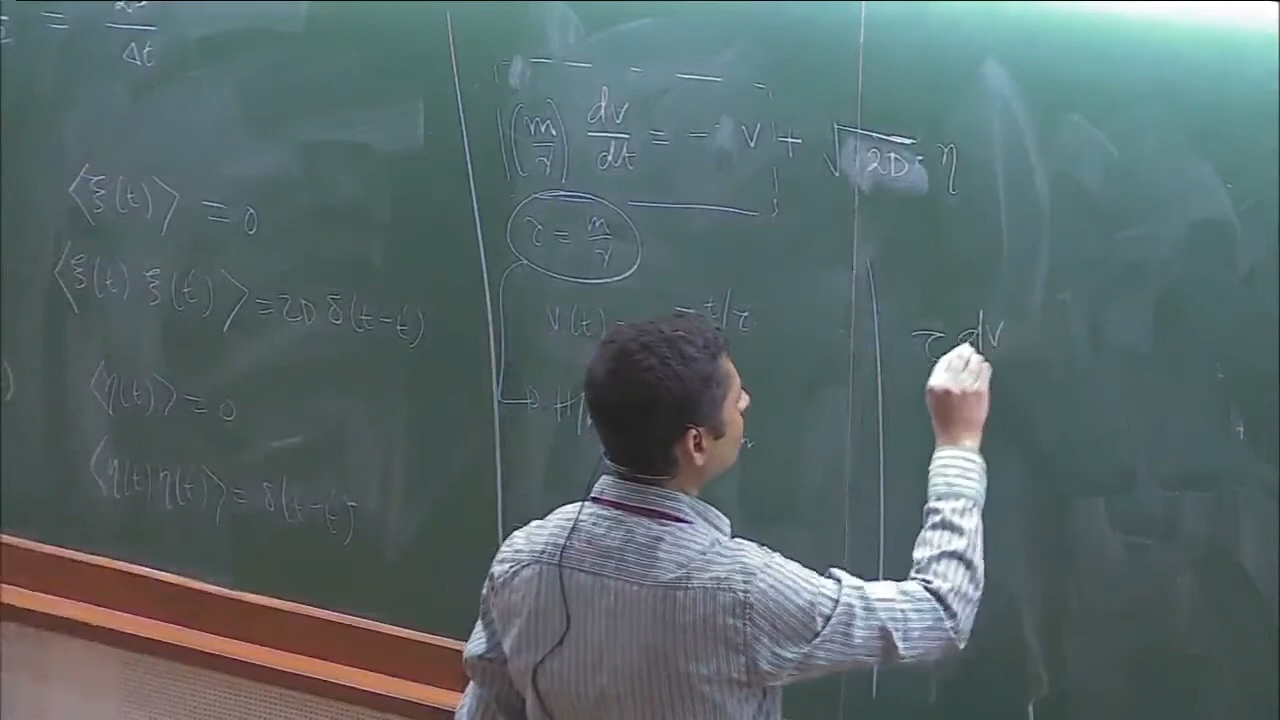 = / Δt
⟨ξ(t)⟩ = 0
⟨ξ(t) ξ(t')⟩ = 2D δ(t-t')
⟨η(t)⟩ = 0
⟨η(t) η(t')⟩ = δ(t-t')
(m/γ) dv/dt = - v + √2D η
τ = m/γ
v(t) -t/τ
τ dv